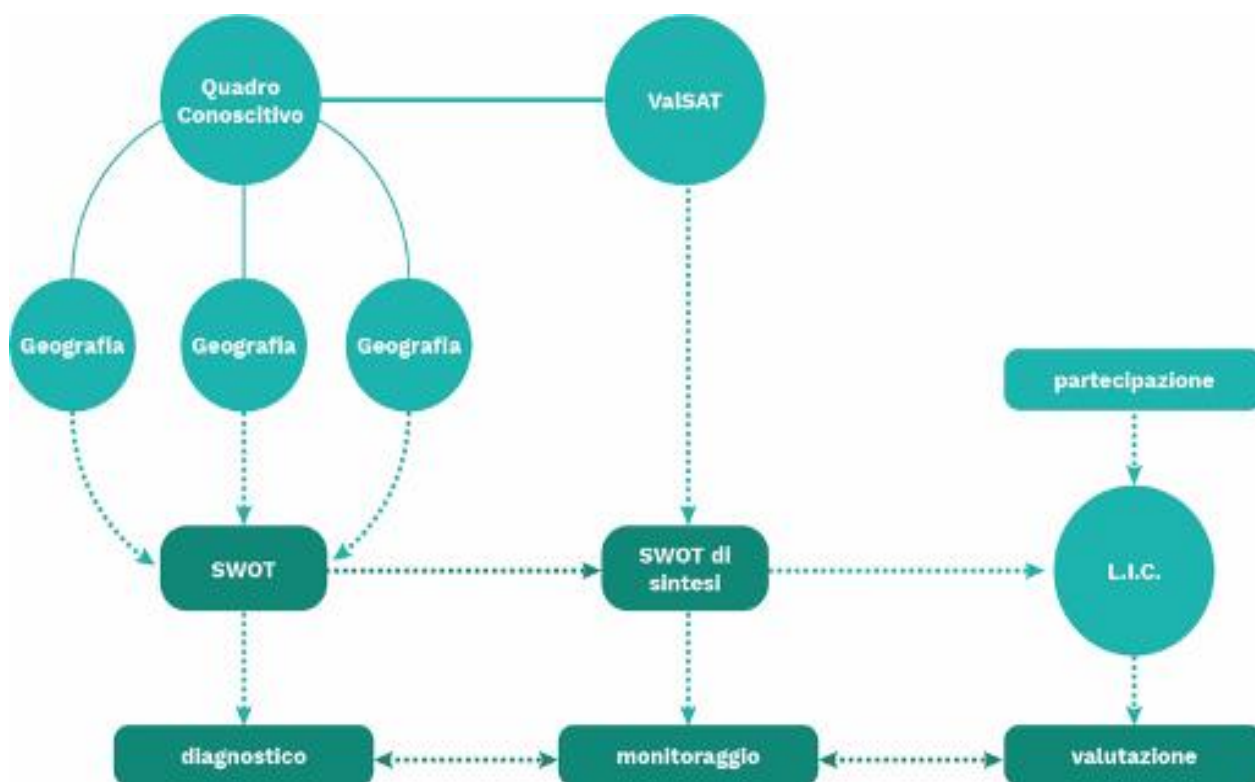 Quadro
Conoscitivo
ValSAT
Geografia
Geografia
Geografia
partecipazione
SWOT
SWOT di
sintesi
L.I.C.
diagnostico
monitoraggio
valutazione